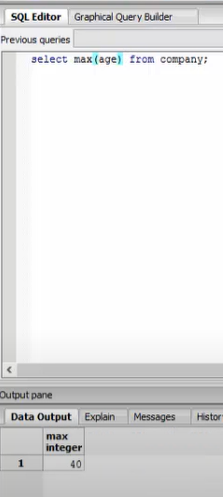 SQL Editor Graphical Query Builder
Previous queries
select max(age) from company;
Output pane
Data Output Explain Messages Histor
max
integer
1 40